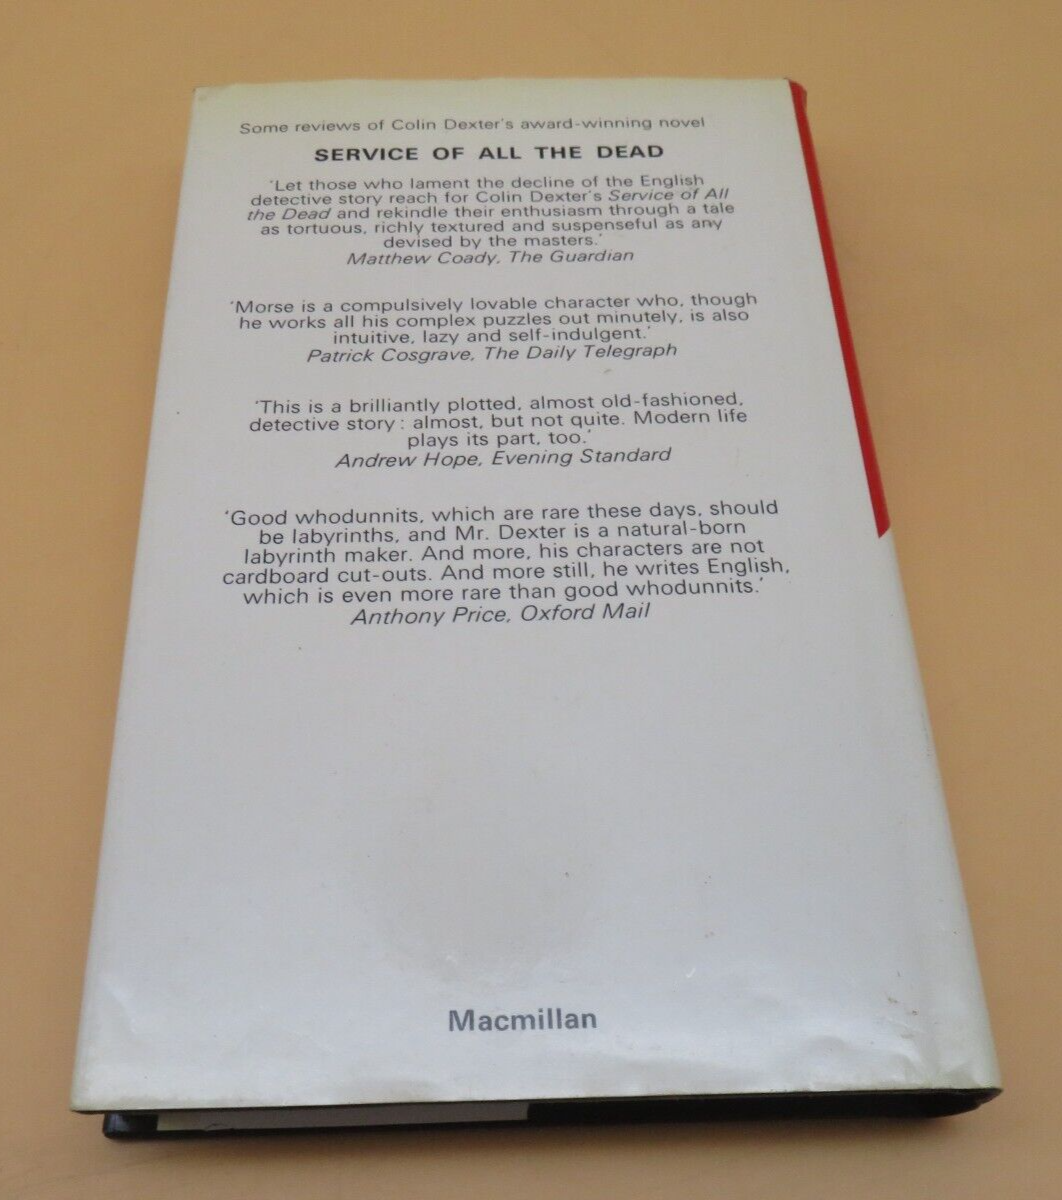 Some reviews of Colin Dexter's award-winning novel
SERVICE OF ALL THE DEAD
'Let those who lament the decline of the English
detective story reach for Colin Dexter's Service of All
the Dead and rekindle their enthusiasm through a tale
as tortuous, richly textured and suspenseful as any
devised by the masters.'
Matthew Coady, The Guardian
'Morse is a compulsively lovable character who, though
he works all his complex puzzles out minutely, is also
intuitive, lazy and self-indulgent.'
Patrick Cosgrave, The Daily Telegraph
'This is a brilliantly plotted, almost old-fashioned,
detective story : almost, but not quite. Modern life
plays its part, too.'
Andrew Hope, Evening Standard
'Good whodunnits, which are rare these days, should
be labyrinths, and Mr. Dexter is a natural-born
labyrinth maker. And more, his characters are not
cardboard cut-outs. And more still, he writes English,
which is even more rare than good whodunnits.'
Anthony Price, Oxford Mail
Macmillan